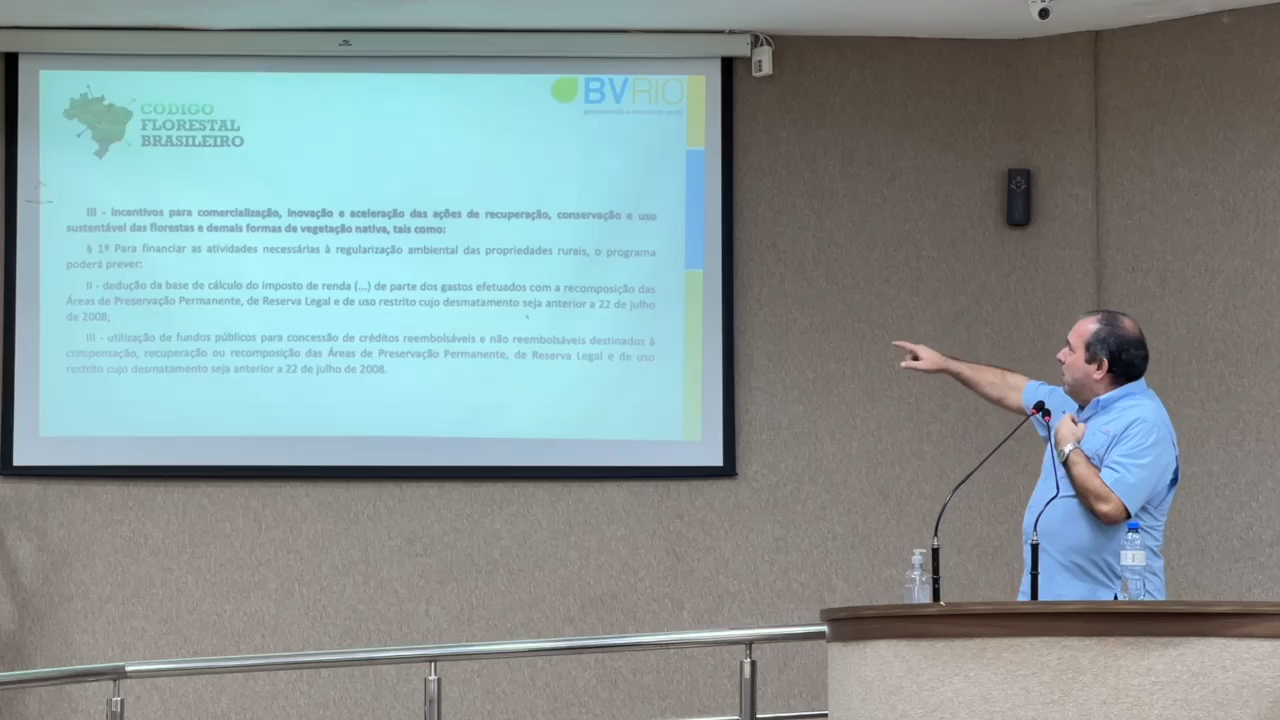 CÓDIGO
FLORESTAL
BRASILEIRO
BVRIO
promovendo a economia verde
III - Incentivos para comercialização, inovação e aceleração das ações de recuperação, conservação e uso
sustentável das florestas e demais formas de vegetação nativa, tais como:
§ 1º Para financiar as atividades necessárias à regularização ambiental das propriedades rurais, o programa
poderá prever:
II - dedução da base de cálculo do imposto de renda (...) de parte dos gastos efetuados com a recomposição das
Áreas de Preservação Permanente, de Reserva Legal e de uso restrito cujo desmatamento seja anterior a 22 de julho
de 2008;
III - utilização de fundos públicos para concessão de créditos reembolsáveis e não reembolsáveis destinados à
compensação, recuperação ou recomposição das Áreas de Preservação Permanente, de Reserva Legal e de uso
restrito cujo desmatamento seja anterior a 22 de julho de 2008.